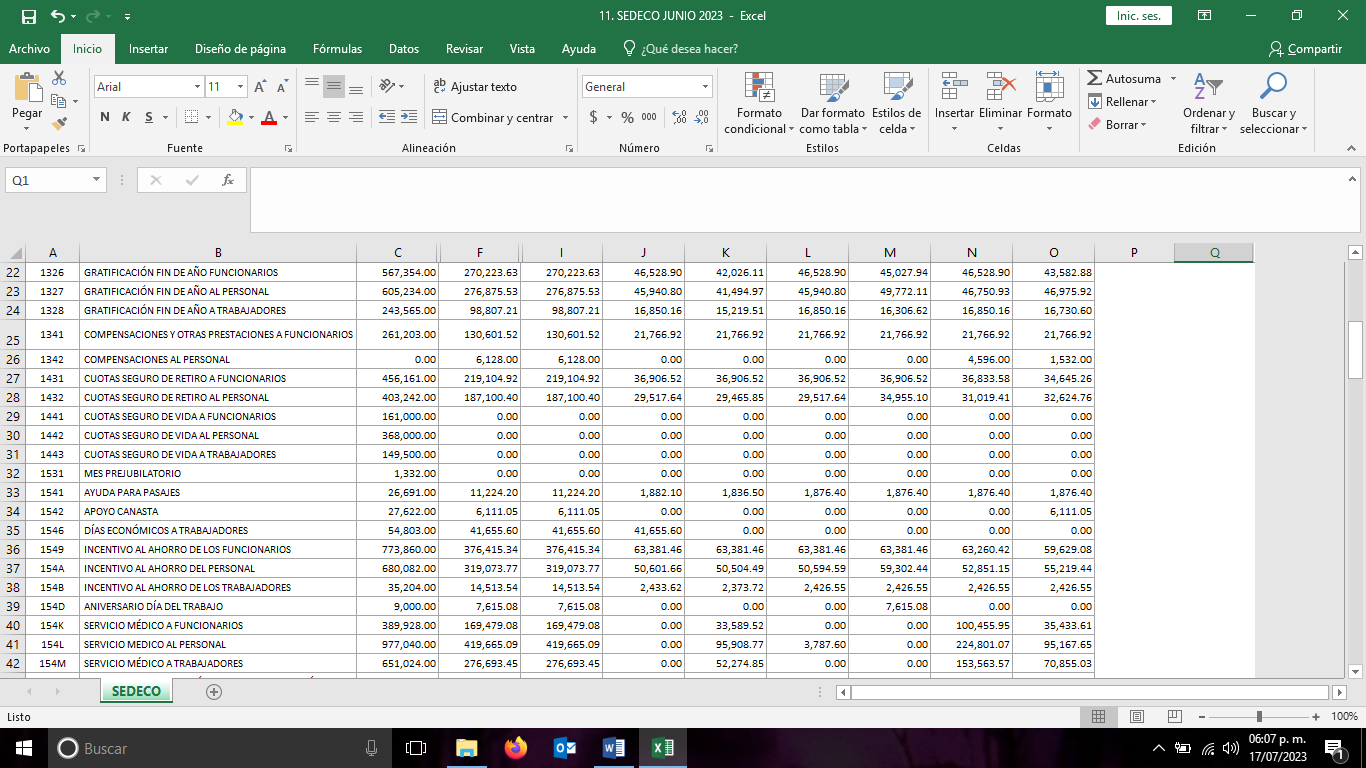 11. SEDECO JUNIO 2023 - Excel
Inic. ses.
Archivo Inicio Insertar Diseño de página Fórmulas Datos Revisar Vista Ayuda ¿Qué desea hacer? Compartir
Pegar
Arial 11
N K S
Ajustar texto
Combinar y centrar
General
$ % 000
Formato condicional
Dar formato como tabla
Estilos de celda
Insertar Eliminar Formato
Autosuma
Rellenar
Borrar
Ordenar y filtrar
Buscar y seleccionar
Portapapeles Fuente Alineación Número Estilos Celdas Edición
Q1 fx
A B C F I J K L M N O P Q
22 1326 GRATIFICACIÓN FIN DE AÑO FUNCIONARIOS 567,354.00 270,223.63 270,223.63 46,528.90 42,026.11 46,528.90 45,027.94 46,528.90 43,582.88
23 1327 GRATIFICACIÓN FIN DE AÑO AL PERSONAL 605,234.00 276,875.53 276,875.53 45,940.80 41,494.97 45,940.80 49,772.11 46,750.93 46,975.92
24 1328 GRATIFICACIÓN FIN DE AÑO A TRABAJADORES 243,565.00 98,807.21 98,807.21 16,850.16 15,219.51 16,850.16 16,306.62 16,850.16 16,730.60
25 1341 COMPENSACIONES Y OTRAS PRESTACIONES A FUNCIONARIOS 261,203.00 130,601.52 130,601.52 21,766.92 21,766.92 21,766.92 21,766.92 21,766.92 21,766.92
26 1342 COMPENSACIONES AL PERSONAL 0.00 6,128.00 6,128.00 0.00 0.00 0.00 0.00 4,596.00 1,532.00
27 1431 CUOTAS SEGURO DE RETIRO A FUNCIONARIOS 456,161.00 219,104.92 219,104.92 36,906.52 36,906.52 36,906.52 36,906.52 36,833.58 34,645.26
28 1432 CUOTAS SEGURO DE RETIRO AL PERSONAL 403,242.00 187,100.40 187,100.40 29,517.64 29,465.85 29,517.64 34,955.10 31,019.41 32,624.76
29 1441 CUOTAS SEGURO DE VIDA A FUNCIONARIOS 161,000.00 0.00 0.00 0.00 0.00 0.00 0.00 0.00 0.00
30 1442 CUOTAS SEGURO DE VIDA AL PERSONAL 368,000.00 0.00 0.00 0.00 0.00 0.00 0.00 0.00 0.00
31 1443 CUOTAS SEGURO DE VIDA A TRABAJADORES 149,500.00 0.00 0.00 0.00 0.00 0.00 0.00 0.00 0.00
32 1531 MES PREJUBILATORIO 1,332.00 0.00 0.00 0.00 0.00 0.00 0.00 0.00 0.00
33 1541 AYUDA PARA PASAJES 26,691.00 11,224.20 11,224.20 1,882.10 1,836.50 1,876.40 1,876.40 1,876.40 1,876.40
34 1542 APOYO CANASTA 27,622.00 6,111.05 6,111.05 0.00 0.00 0.00 0.00 0.00 6,111.05
35 1546 DÍAS ECONÓMICOS A TRABAJADORES 54,803.00 41,655.60 41,655.60 41,655.60 0.00 0.00 0.00 0.00 0.00
36 1549 INCENTIVO AL AHORRO DE LOS FUNCIONARIOS 773,860.00 376,415.34 376,415.34 63,381.46 63,381.46 63,381.46 63,381.46 63,260.42 59,629.08
37 154A INCENTIVO AL AHORRO DEL PERSONAL 680,082.00 319,073.77 319,073.77 50,601.66 50,504.49 50,594.59 59,302.44 52,851.15 55,219.44
38 154B INCENTIVO AL AHORRO DE LOS TRABAJADORES 35,204.00 14,513.54 14,513.54 2,433.62 2,373.72 2,426.55 2,426.55 2,426.55 2,426.55
39 154D ANIVERSARIO DÍA DEL TRABAJO 9,000.00 7,615.08 7,615.08 0.00 0.00 0.00 7,615.08 0.00 0.00
40 154K SERVICIO MÉDICO A FUNCIONARIOS 389,928.00 169,479.08 169,479.08 0.00 33,589.52 0.00 0.00 100,455.95 35,433.61
41 154L SERVICIO MEDICO AL PERSONAL 977,040.00 419,665.09 419,665.09 0.00 95,908.77 3,787.60 0.00 224,801.07 95,167.65
42 154M SERVICIO MÉDICO A TRABAJADORES 651,024.00 276,693.45 276,693.45 0.00 52,274.85 0.00 0.00 153,563.57 70,855.03
SEDECO
Listo 100%
Buscar
06:07 p. m.
17/07/2023
1